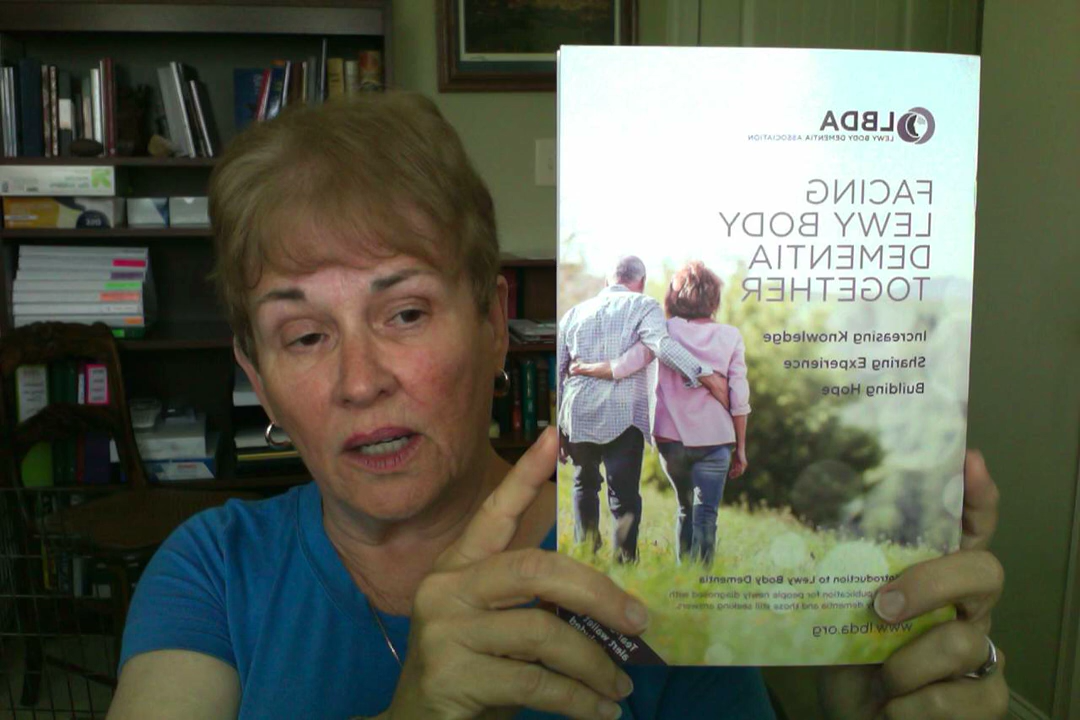 LBDA
LEWY BODY DEMENTIA ASSOCIATION
FACING
LEWY BODY
DEMENTIA
TOGETHER
Increasing Knowledge
Sharing Experience
Building Hope
Introduction to Lewy Body Dementia
publication for people newly diagnosed with
dementia and those still seeking answers.
www.lbda.org